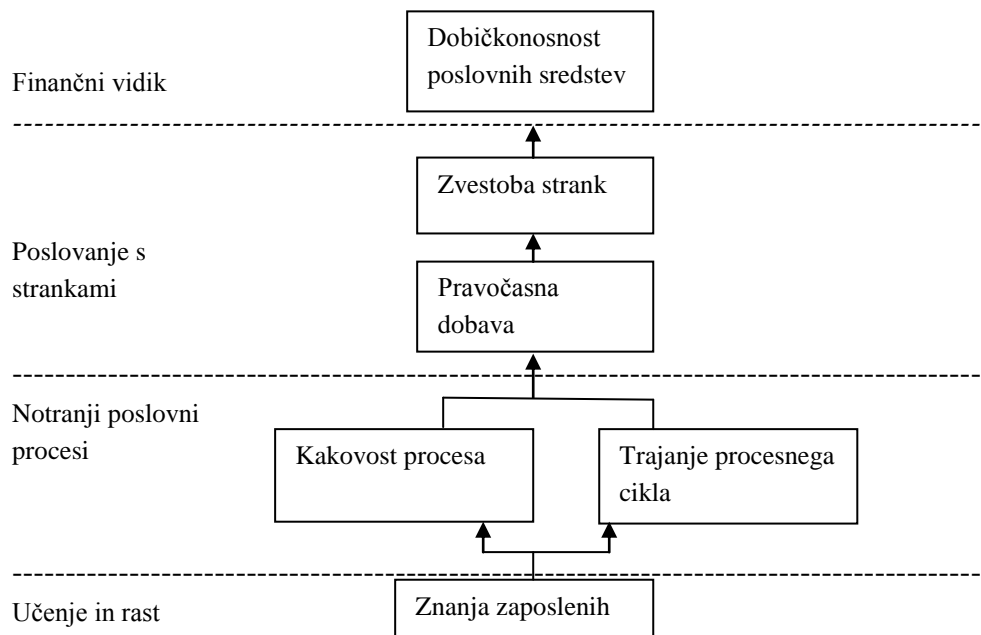 Finančni vidik
Dobičkonosnost
poslovnih sredstev
Zvestoba strank
Poslovanje s
strankami
Pravočasna
dobava
Notranji poslovni
procesi
Kakovost procesa
Trajanje procesnega
cikla
Učenje in rast
Znanja zaposlenih